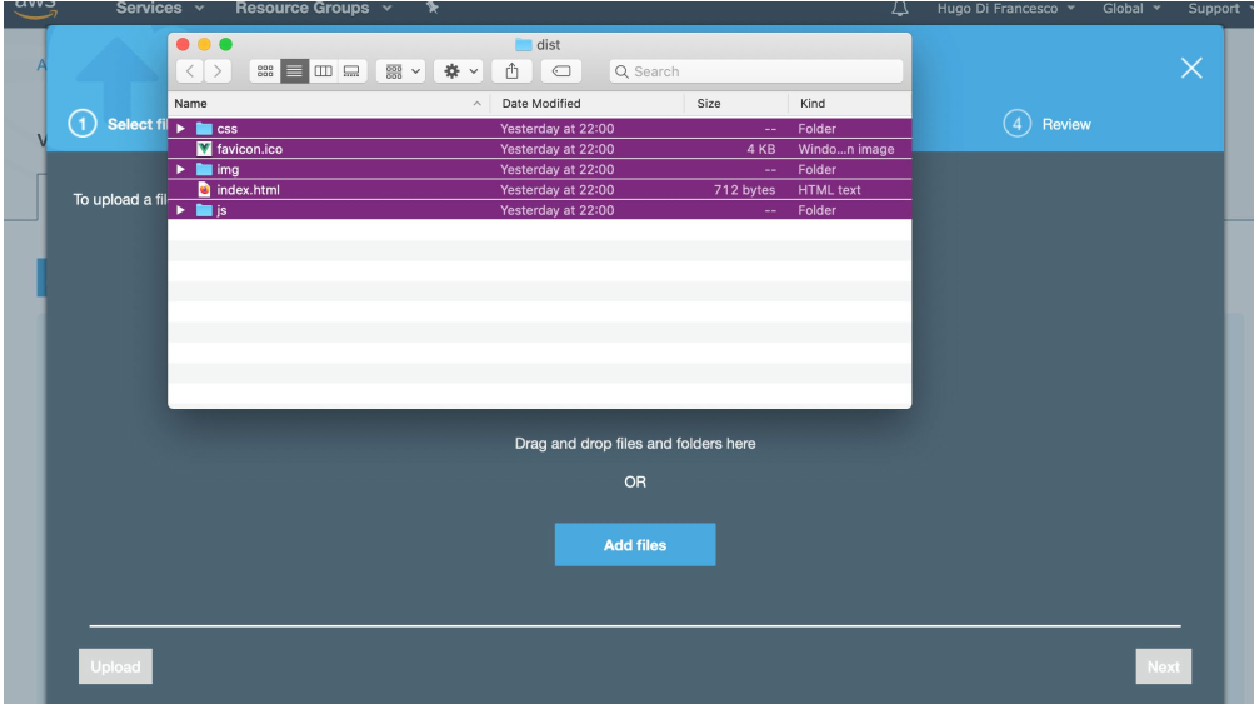 aws Services Resource Groups Hugo Di Francesco Global Support
dist
Search
Name Date Modified Size Kind
1 Select fil 4 Review
css Yesterday at 22:00 -- Folder
favicon.ico Yesterday at 22:00 4 KB Windo...n image
img Yesterday at 22:00 -- Folder
index.html Yesterday at 22:00 712 bytes HTML text
To upload a fil
js Yesterday at 22:00 -- Folder
Drag and drop files and folders here
OR
Add files
Upload Next